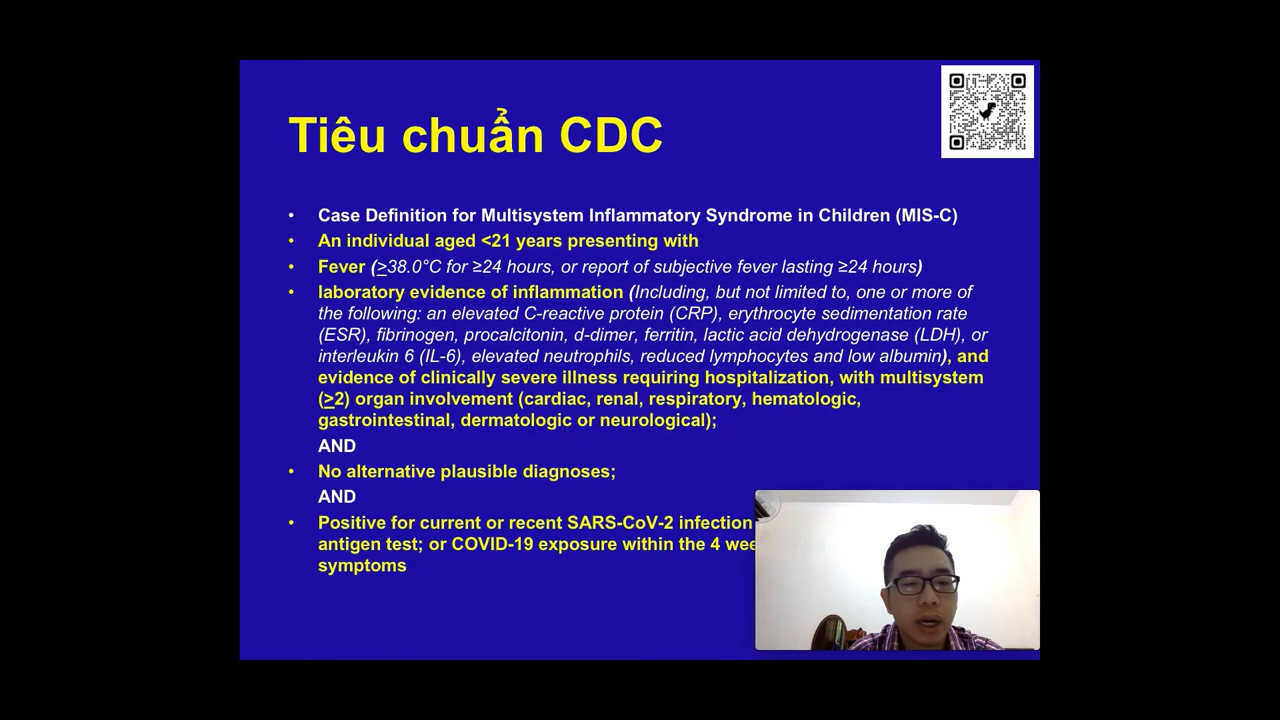 Tiêu chuẩn CDC
• Case Definition for Multisystem Inflammatory Syndrome in Children (MIS-C)
• An individual aged <21 years presenting with
• Fever (≥38.0°C for ≥24 hours, or report of subjective fever lasting ≥24 hours)
• laboratory evidence of inflammation (Including, but not limited to, one or more of
the following: an elevated C-reactive protein (CRP), erythrocyte sedimentation rate
(ESR), fibrinogen, procalcitonin, d-dimer, ferritin, lactic acid dehydrogenase (LDH), or
interleukin 6 (IL-6), elevated neutrophils, reduced lymphocytes and low albumin), and
evidence of clinically severe illness requiring hospitalization, with multisystem
(≥2) organ involvement (cardiac, renal, respiratory, hematologic,
gastrointestinal, dermatologic or neurological);
AND
• No alternative plausible diagnoses;
AND
• Positive for current or recent SARS-CoV-2 infection
antigen test; or COVID-19 exposure within the 4
symptoms